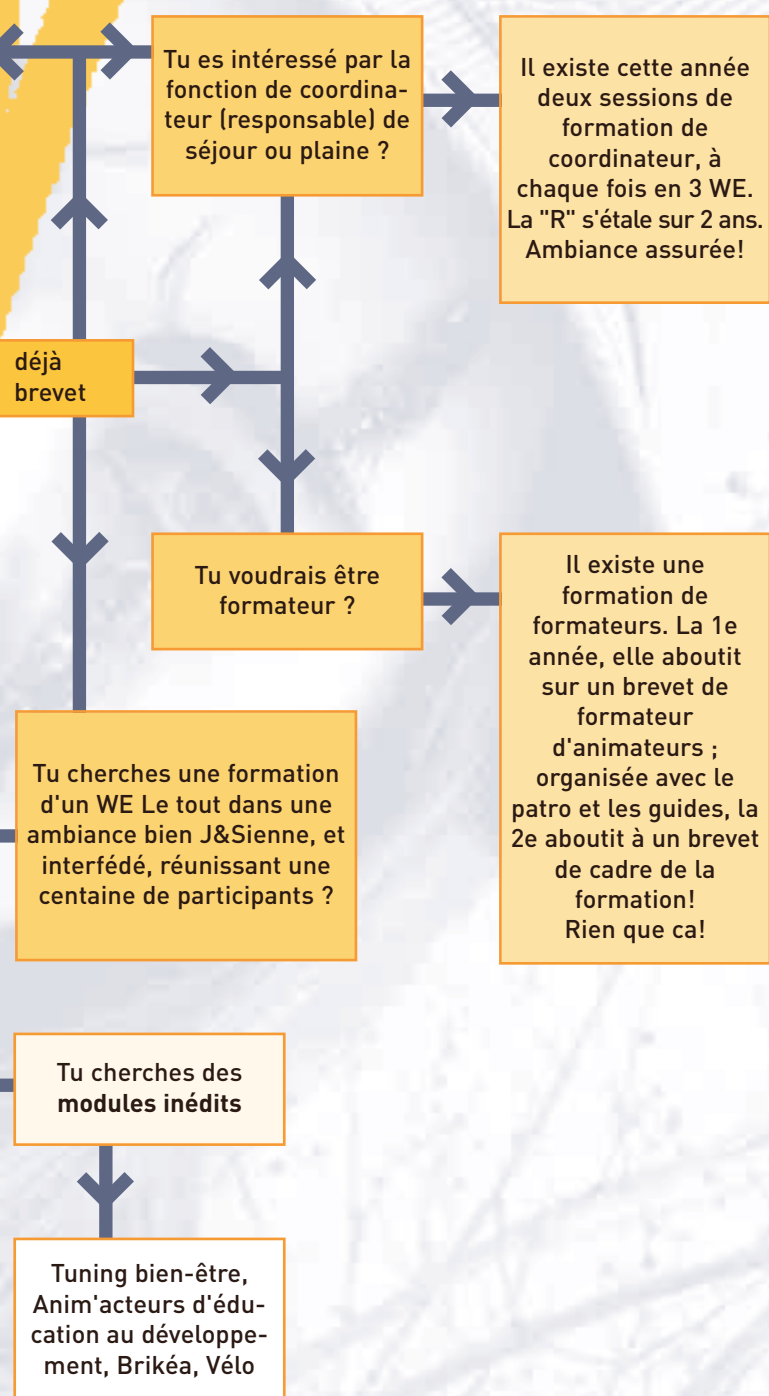 Tu es intéressé par la
fonction de coordina-
teur (responsable) de
séjour ou plaine ?
Il existe cette année
deux sessions de
formation de
coordinateur, à
chaque fois en 3 WE.
La "R" s'étale sur 2 ans.
Ambiance assurée!
déjà
brevet
Tu voudrais être
formateur ?
Il existe une
formation de
formateurs. La 1e
année, elle aboutit
sur un brevet de
formateur
d'animateurs ;
organisée avec le
patro et les guides, la
2e aboutit à un brevet
de cadre de la
formation!
Rien que ca!
Tu cherches une formation
d'un WE Le tout dans une
ambiance bien J&Sienne, et
interfédé, réunissant une
centaine de participants ?
Tu cherches des
modules inédits
Tuning bien-être,
Anim'acteurs d'édu-
cation au développe-
ment, Brikéa, Vélo